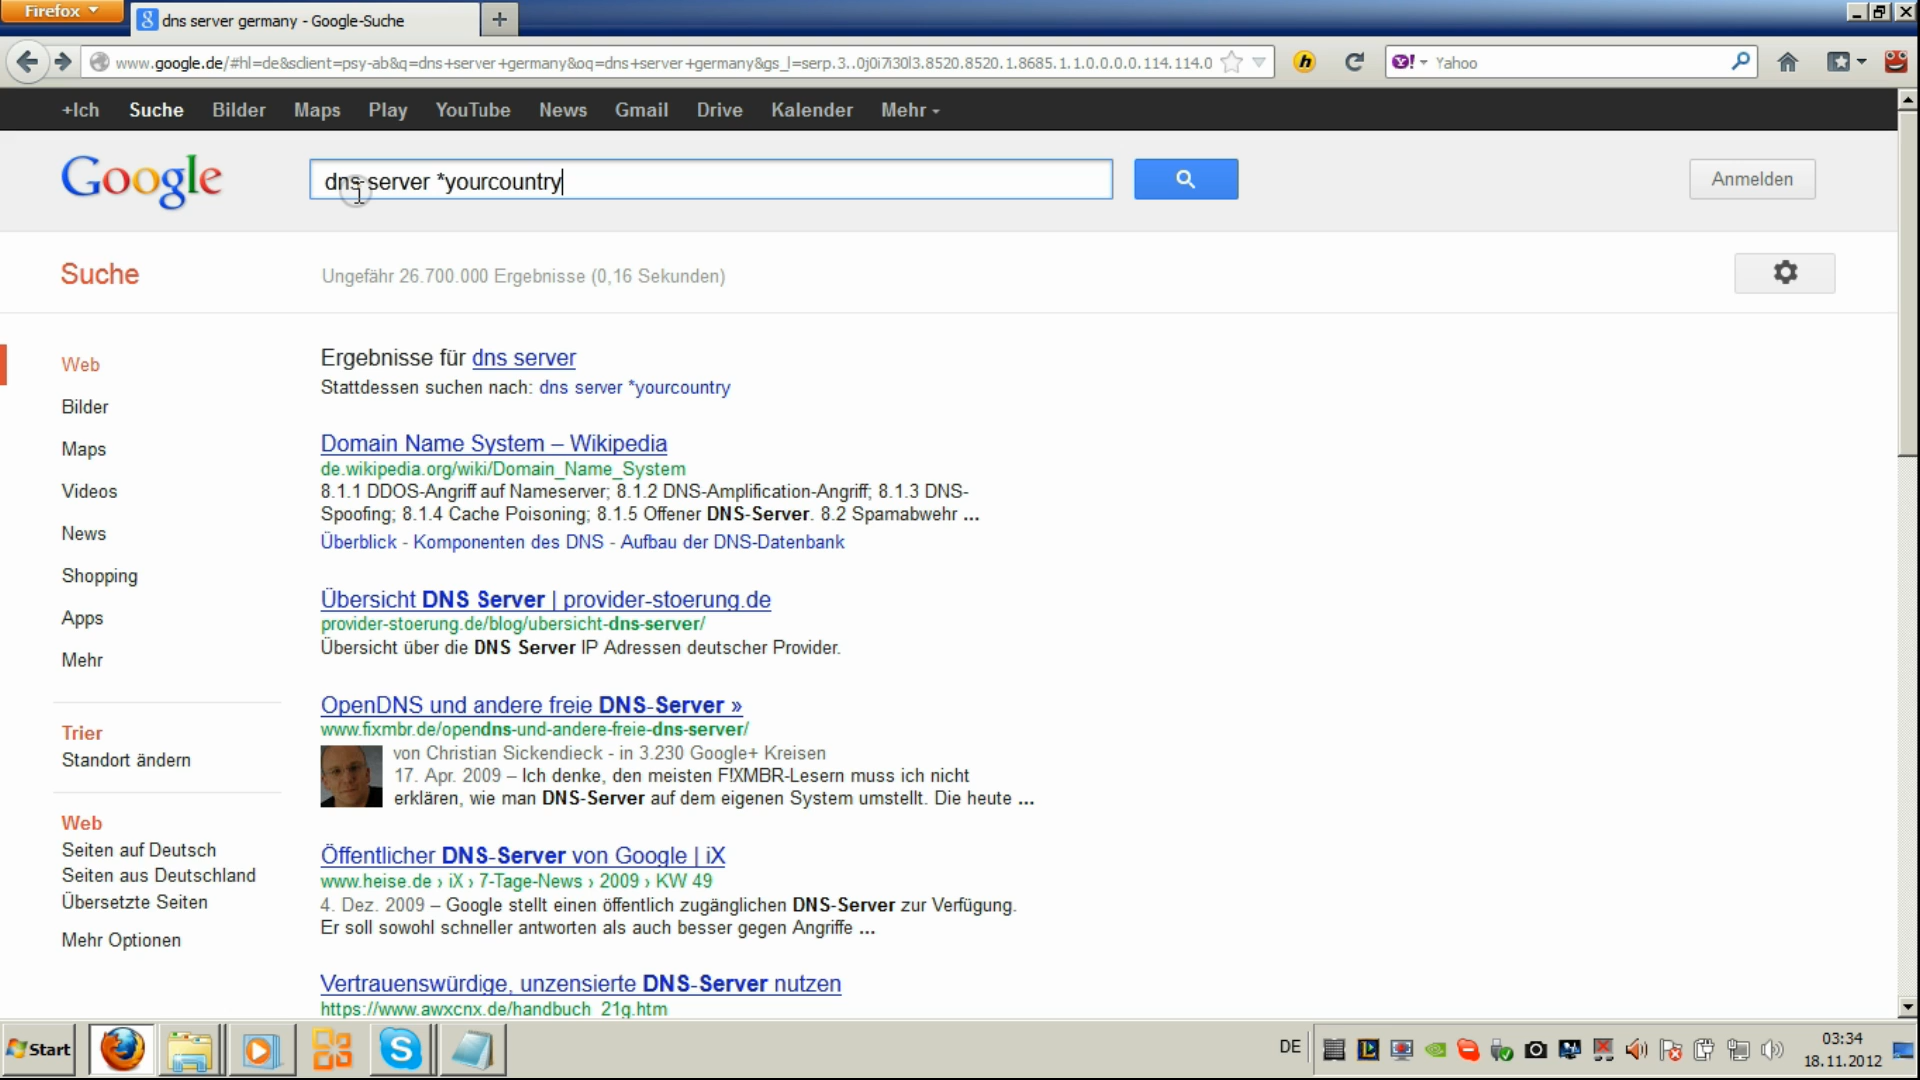 Firefox
dns server germany - Google-Suche
www.google.de/#hl=de&sclient=psy-ab&q=dns+server+germany&oq=dns+server+germany&gs_l=serp.3..0j0i7i30l3.8520.8520.1.8685.1.1.0.0.0.0.114.114.0
Yahoo
+Ich Suche Bilder Maps Play YouTube News Gmail Drive Kalender Mehr
Google
dns server *yourcountry
Anmelden
Suche
Ungefähr 26.700.000 Ergebnisse (0,16 Sekunden)
Web
Bilder
Maps
Videos
News
Shopping
Apps
Mehr
Trier
Standort ändern
Web
Seiten auf Deutsch
Seiten aus Deutschland
Übersetzte Seiten
Mehr Optionen
Ergebnisse für dns server
Stattdessen suchen nach: dns server *yourcountry
Domain Name System – Wikipedia
de.wikipedia.org/wiki/Domain_Name_System
8.1.1 DDOS-Angriff auf Nameserver; 8.1.2 DNS-Amplification-Angriff; 8.1.3 DNS-
Spoofing; 8.1.4 Cache Poisoning; 8.1.5 Offener DNS-Server. 8.2 Spamabwehr ...
Überblick - Komponenten des DNS - Aufbau der DNS-Datenbank
Übersicht DNS Server | provider-stoerung.de
provider-stoerung.de/blog/ubersicht-dns-server/
Übersicht über die DNS Server IP Adressen deutscher Provider.
OpenDNS und andere freie DNS-Server »
www.fixmbr.de/opendns-und-andere-freie-dns-server/
von Christian Sickendieck - in 3.230 Google+ Kreisen
17. Apr. 2009 – Ich denke, den meisten F!XMBR-Lesern muss ich nicht
erklären, wie man DNS-Server auf dem eigenen System umstellt. Die heute ...
Öffentlicher DNS-Server von Google | iX
www.heise.de › iX › 7-Tage-News › 2009 › KW 49
4. Dez. 2009 – Google stellt einen öffentlich zugänglichen DNS-Server zur Verfügung.
Er soll sowohl schneller antworten als auch besser gegen Angriffe ...
Vertrauenswürdige, unzensierte DNS-Server nutzen
https://www.awxcnx.de/handbuch_21g.htm
Start
DE
03:34
18.11.2012